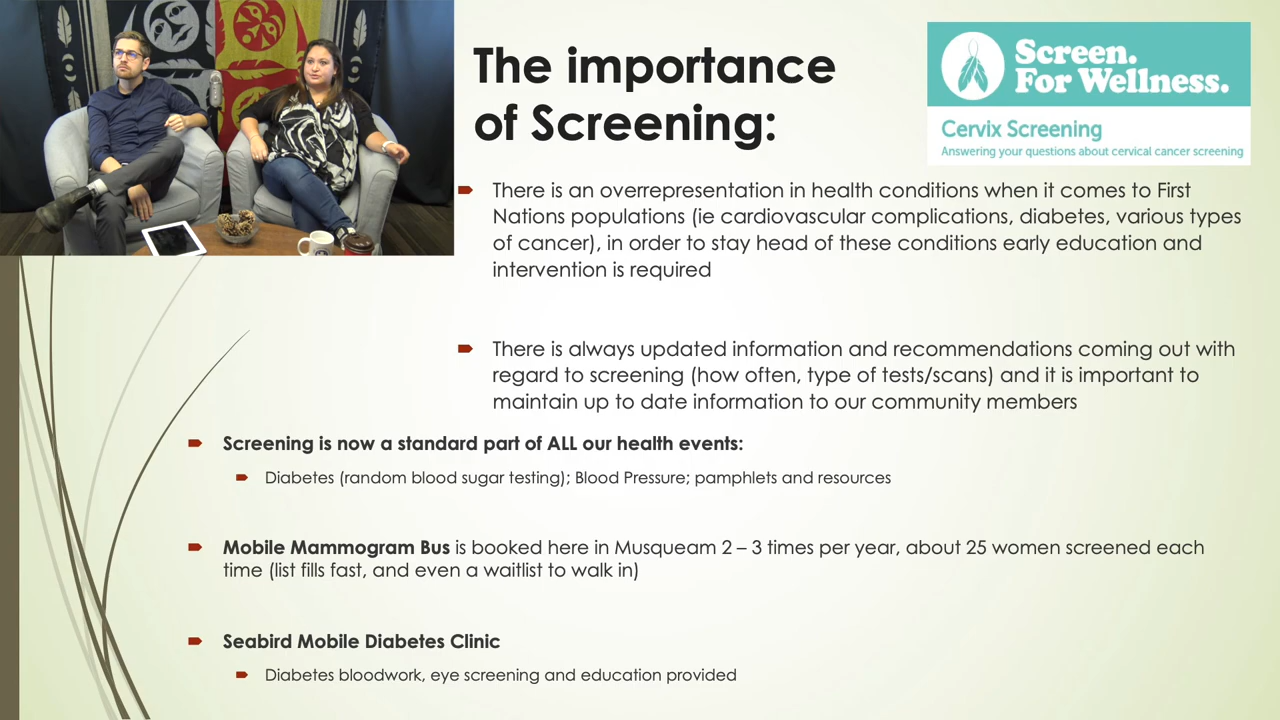 The importance
of Screening:
Screen.
For Wellness.
Cervix Screening
Answering your questions about cervical cancer screening
There is an overrepresentation in health conditions when it comes to First
Nations populations (ie cardiovascular complications, diabetes, various types
of cancer), in order to stay head of these conditions early education and
intervention is required
There is always updated information and recommendations coming out with
regard to screening (how often, type of tests/scans) and it is important to
maintain up to date information to our community members
Screening is now a standard part of ALL our health events:
Diabetes (random blood sugar testing); Blood Pressure; pamphlets and resources
Mobile Mammogram Bus is booked here in Musqueam 2 – 3 times per year, about 25 women screened each
time (list fills fast, and even a waitlist to walk in)
Seabird Mobile Diabetes Clinic
Diabetes bloodwork, eye screening and education provided